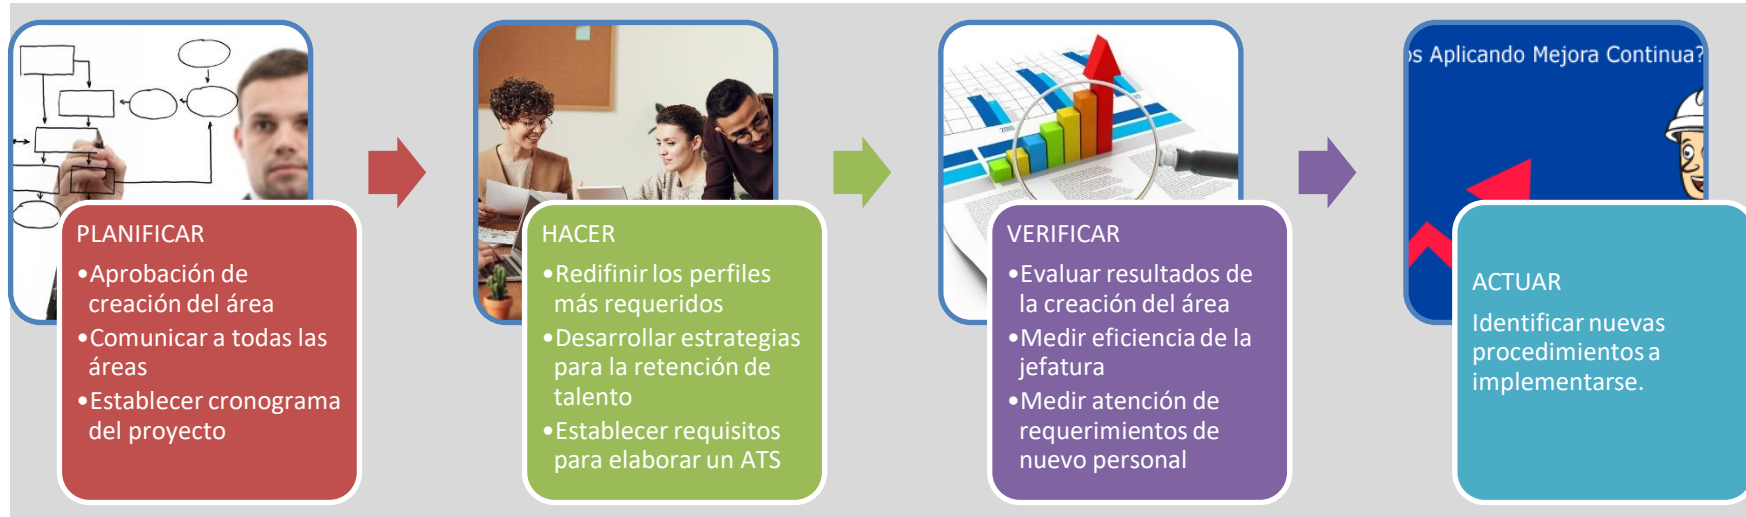 PLANIFICAR
•Aprobación de
creación del área
•Comunicar a todas las
áreas
•Establecer cronograma
del proyecto
HACER
•Redifinir los perfiles
más requeridos
•Desarrollar estrategias
para la retención de
talento
•Establecer requisitos
para elaborar un ATS
2010
VERIFICAR
•Evaluar resultados de
la creación del área
•Medir eficiencia de la
jefatura
•Medir atención de
requerimientos de
nuevo personal
os Aplicando Mejora Continua?
ACTUAR
Identificar nuevas
procedimientos a
implementarse.